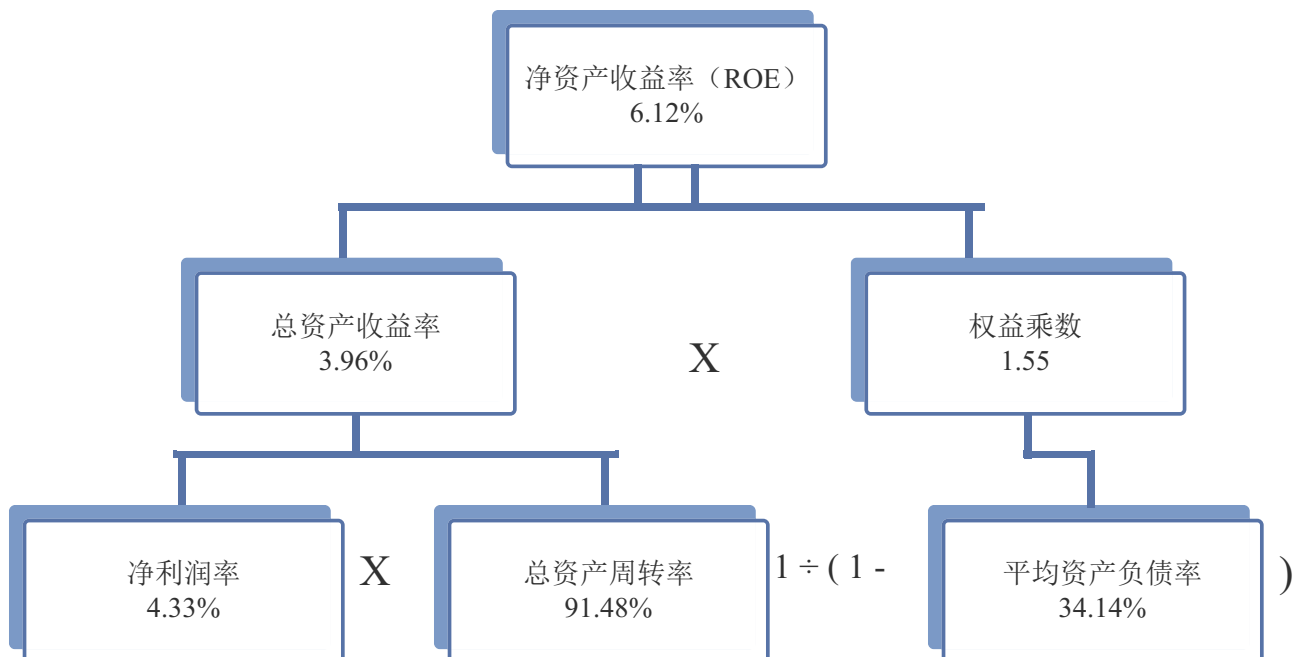 净资产收益率（ROE）
6.12%
总资产收益率
3.96%
X
权益乘数
1.55
净利润率
4.33%
X
总资产周转率
91.48%
1 ÷ ( 1 -
平均资产负债率
34.14%
)